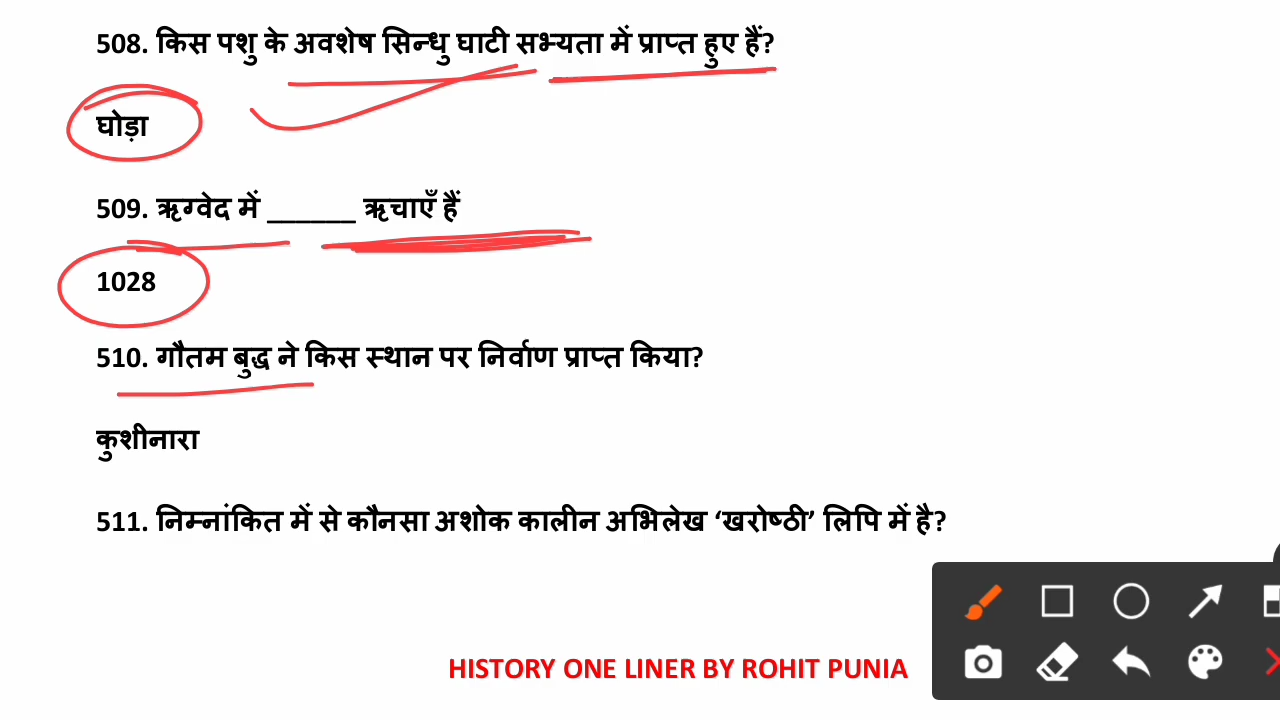 508. किस पशु के अवशेष सिन्धु घाटी सभ्यता में प्राप्त हुए हैं?
घोड़ा
509. ऋग्वेद में ______ ऋचाएँ हैं
1028
510. गौतम बुद्ध ने किस स्थान पर निर्वाण प्राप्त किया?
कुशीनारा
511. निम्नांकित में से कौनसा अशोक कालीन अभिलेख ‘खरोष्ठी’ लिपि में है?
HISTORY ONE LINER BY ROHIT PUNIA